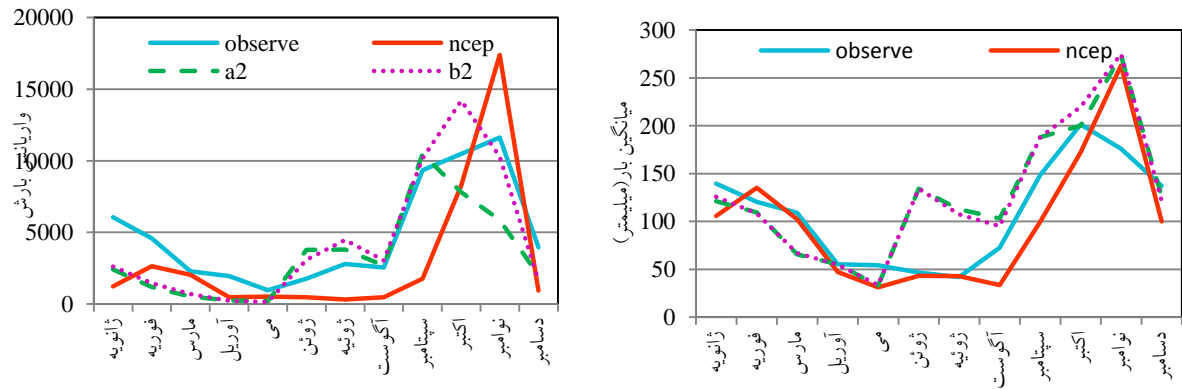 20000
15000
10000
5000
0
واریانس بارش
observe
ncep
a2
b2
ژانویه
فوریه
مارس
آوریل
می
ژوئن
ژوئیه
آگوست
سپتامبر
اکتبر
نوامبر
دسامبر
300
250
200
150
100
50
0
میانگین بار(میلیمتر)
observe
ncep
ژانویه
فوریه
مارس
آوریل
می
ژوئن
ژوئیه
آگوست
سپتامبر
اکتبر
نوامبر
دسامبر